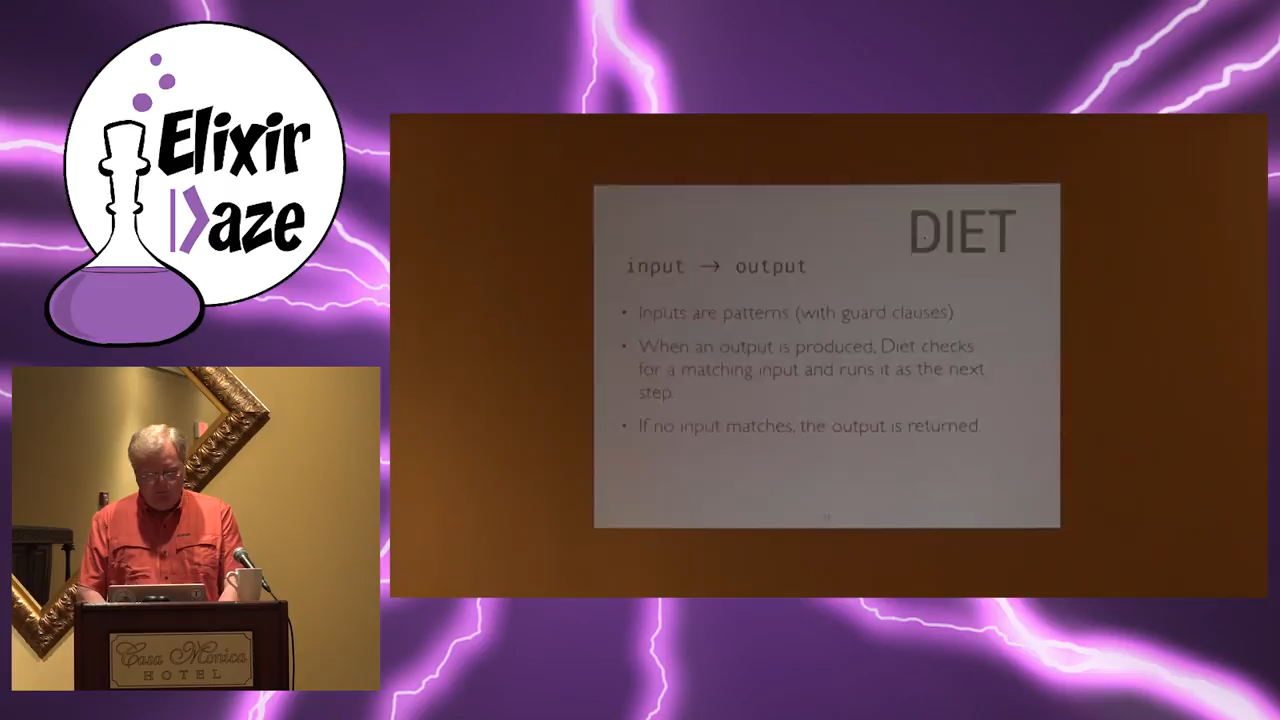 Elixir
Daze
DIET
input → output
• Inputs are patterns (with guard clauses)
• When an output is produced, Diet checks
for a matching input and runs it as the next
step.
• If no input matches, the output is returned
Casa Monica
HOTEL